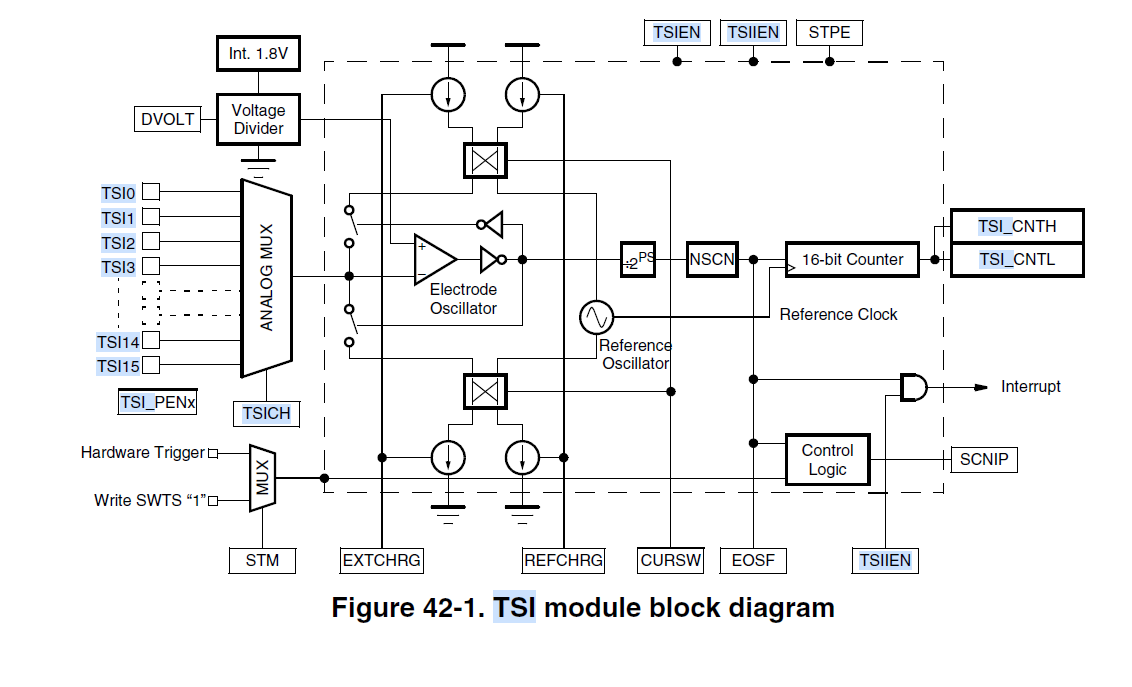 TSIEN
TSIIEN
STPE
Int. 1.8V
DVOLT
Voltage
Divider
TSI0
TSI1
TSI2
TSI3
TSI14
TSI15
ANALOG MUX
TSI_PENx
TSICH
+
−
Electrode
Oscillator
÷2PS
NSCN
16-bit Counter
TSI_CNTH
TSI_CNTL
Reference Clock
Reference
Oscillator
Interrupt
Hardware Trigger
Write SWTS “1”
MUX
Control
Logic
SCNIP
STM
EXTCHRG
REFCHRG
CURSW
EOSF
TSIIEN
Figure 42-1. TSI module block diagram